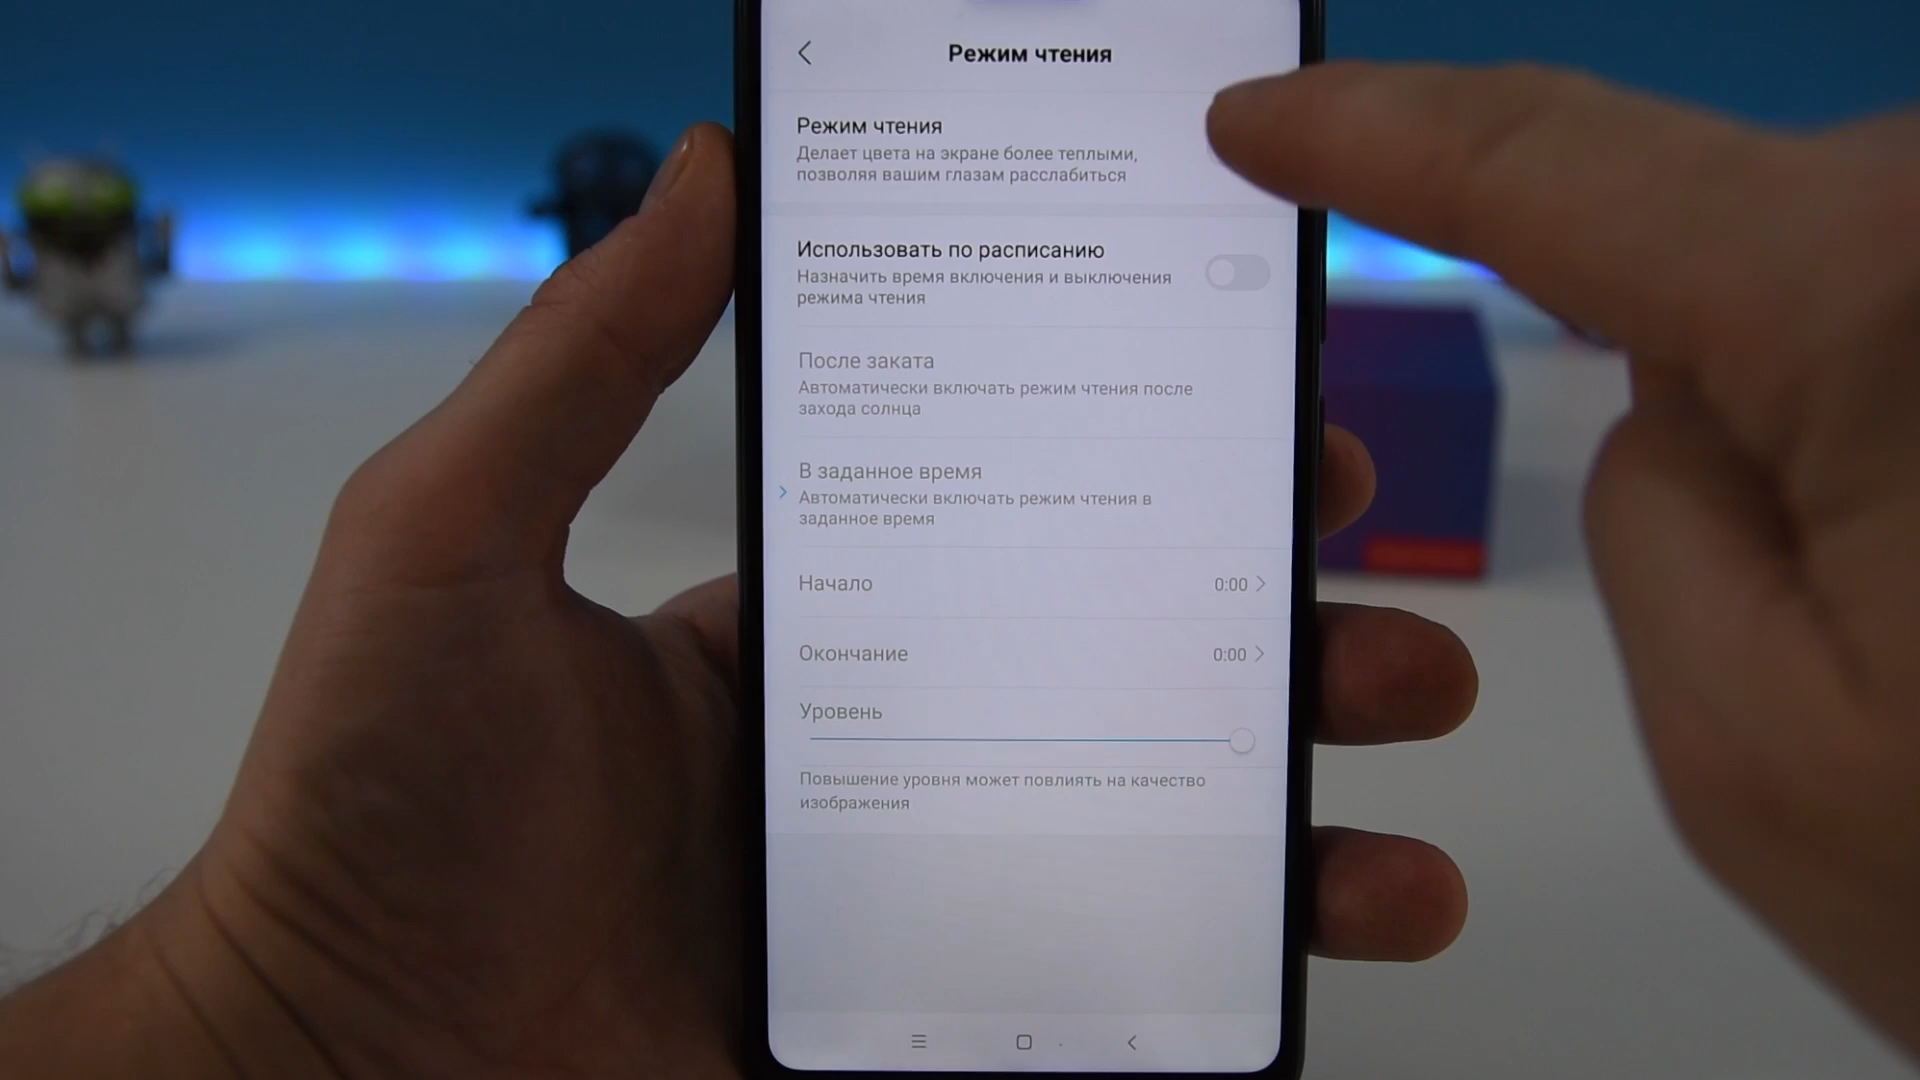 Режим чтения
Режим чтения
Делает цвета на экране более теплыми,
позволяя вашим глазам расслабиться
Использовать по расписанию
Назначить время включения и выключения
режима чтения
После заката
Автоматически включать режим чтения после
захода солнца
В заданное время
Автоматически включать режим чтения в
заданное время
Начало 0:00
Окончание 0:00
Уровень
Повышение уровня может повлиять на качество
изображения